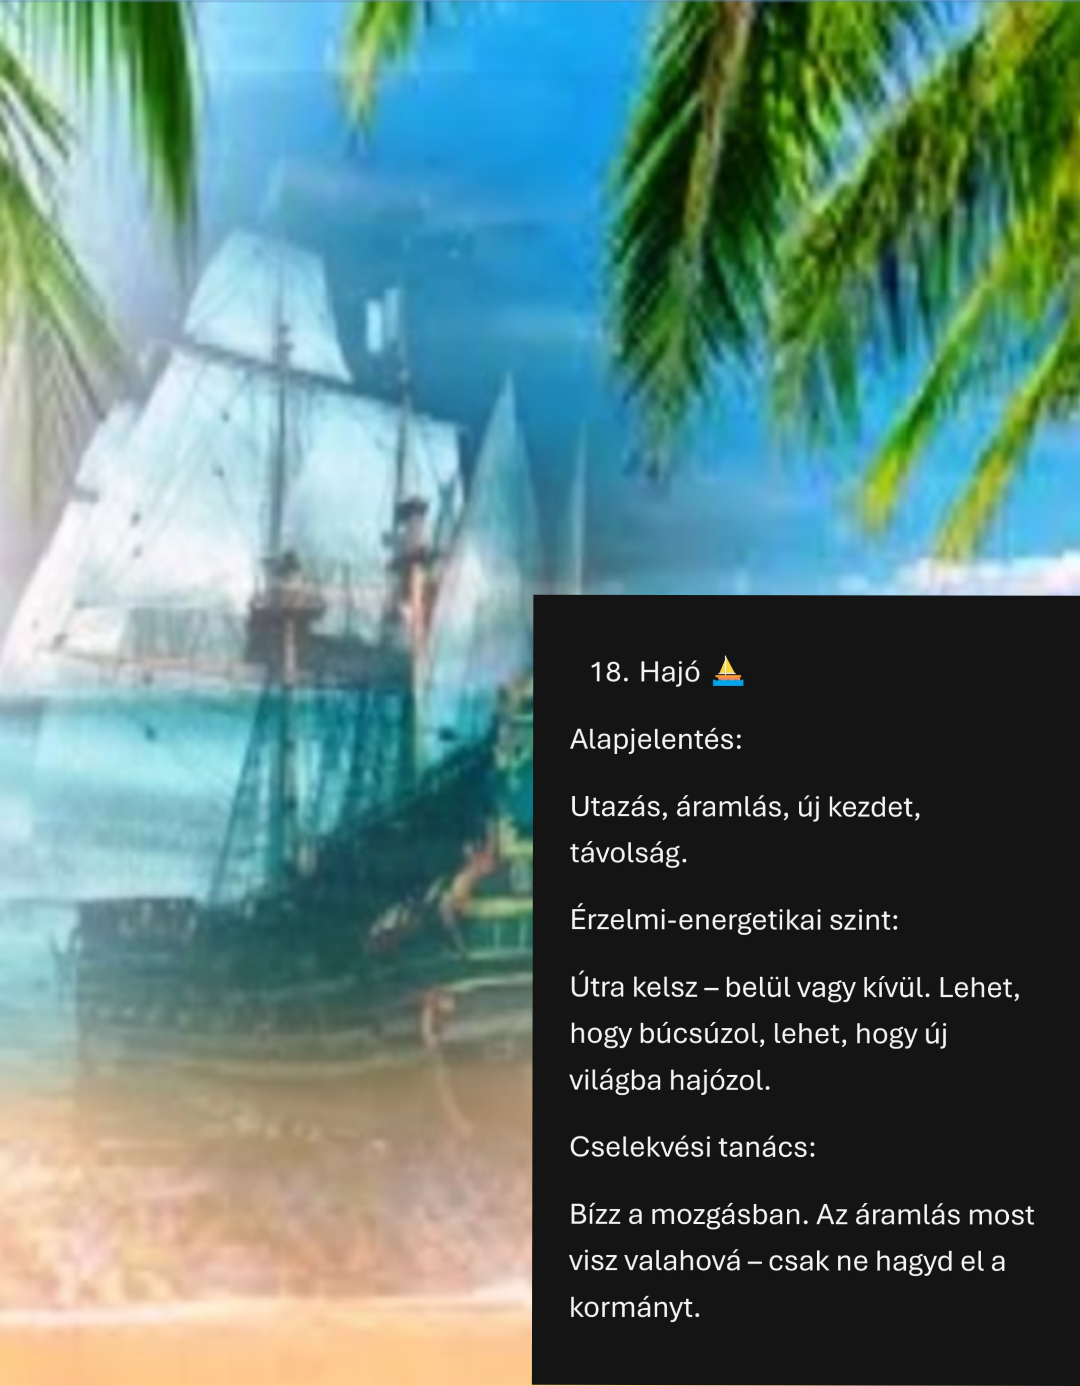 18. Hajó ⛵
Alapjelentés:
Utazás, áramlás, új kezdet,
távolság.
Érzelmi-energetikai szint:
Útra kelsz – belül vagy kívül. Lehet,
hogy búcsúzol, lehet, hogy új
világba hajózol.
Cselekvési tanács:
Bízz a mozgásban. Az áramlás most
visz valahová – csak ne hagyd el a
kormányt.